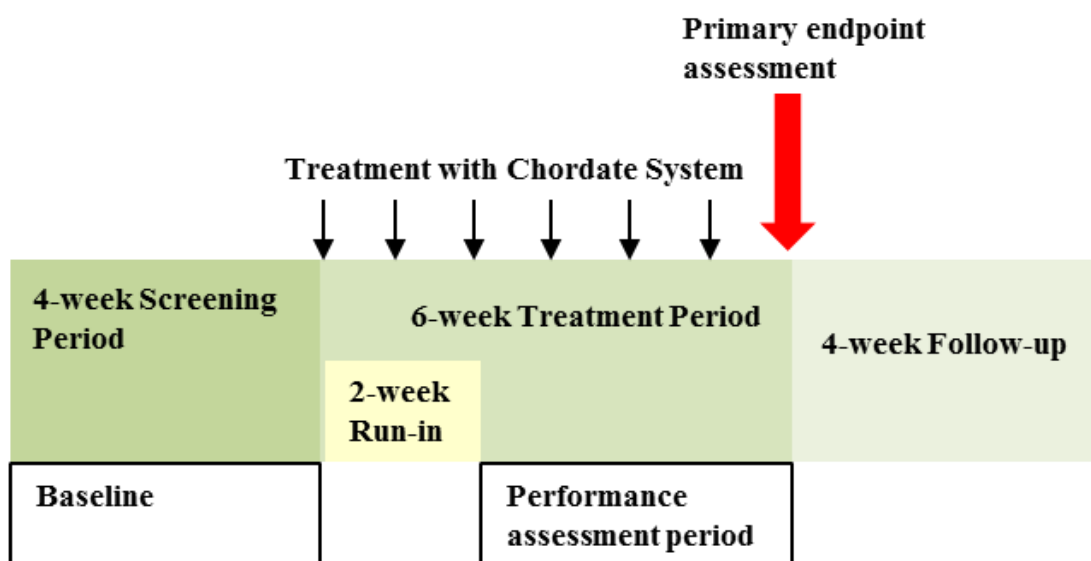 Primary endpoint
assessment
Treatment with Chordate System
4-week Screening
Period
6-week Treatment Period
4-week Follow-up
2-week
Run-in
Baseline
Performance
assessment period